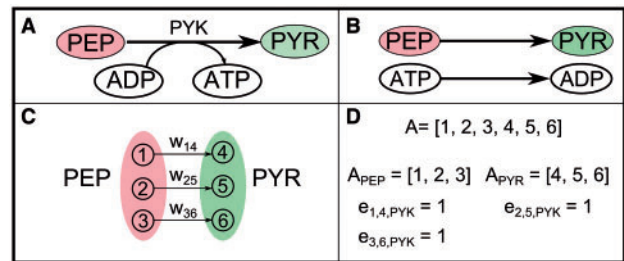 A
PYK
PEP
PYR
ADP
ATP
B
PEP
PYR
ATP
ADP
C
PEP
1
w14
4
2
w25
5
3
w36
6
PYR
D
A= [1, 2, 3, 4, 5, 6]
APEP = [1, 2, 3] APYR = [4, 5, 6]
e1,4,PYK = 1 e2,5,PYK = 1
e3,6,PYK = 1